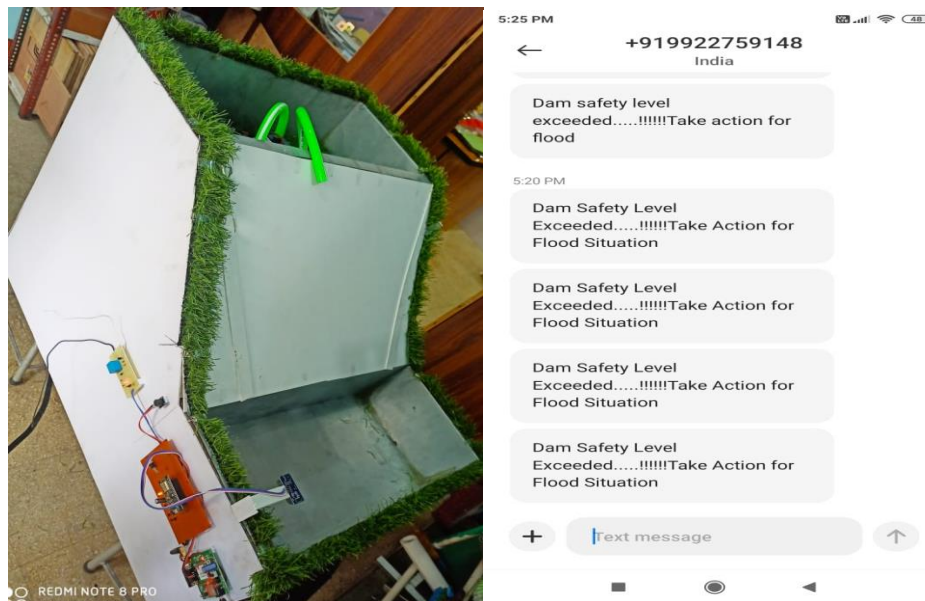 REDMI NOTE 8 PRO
5:25 PM
48
+919922759148
India
Dam safety level
exceeded.....!!!!!!Take action for
flood
5:20 PM
Dam Safety Level
Exceeded.....!!!!!!Take Action for
Flood Situation
Dam Safety Level
Exceeded.....!!!!!!Take Action for
Flood Situation
Dam Safety Level
Exceeded.....!!!!!!Take Action for
Flood Situation
Dam Safety Level
Exceeded.....!!!!!!Take Action for
Flood Situation
Text message